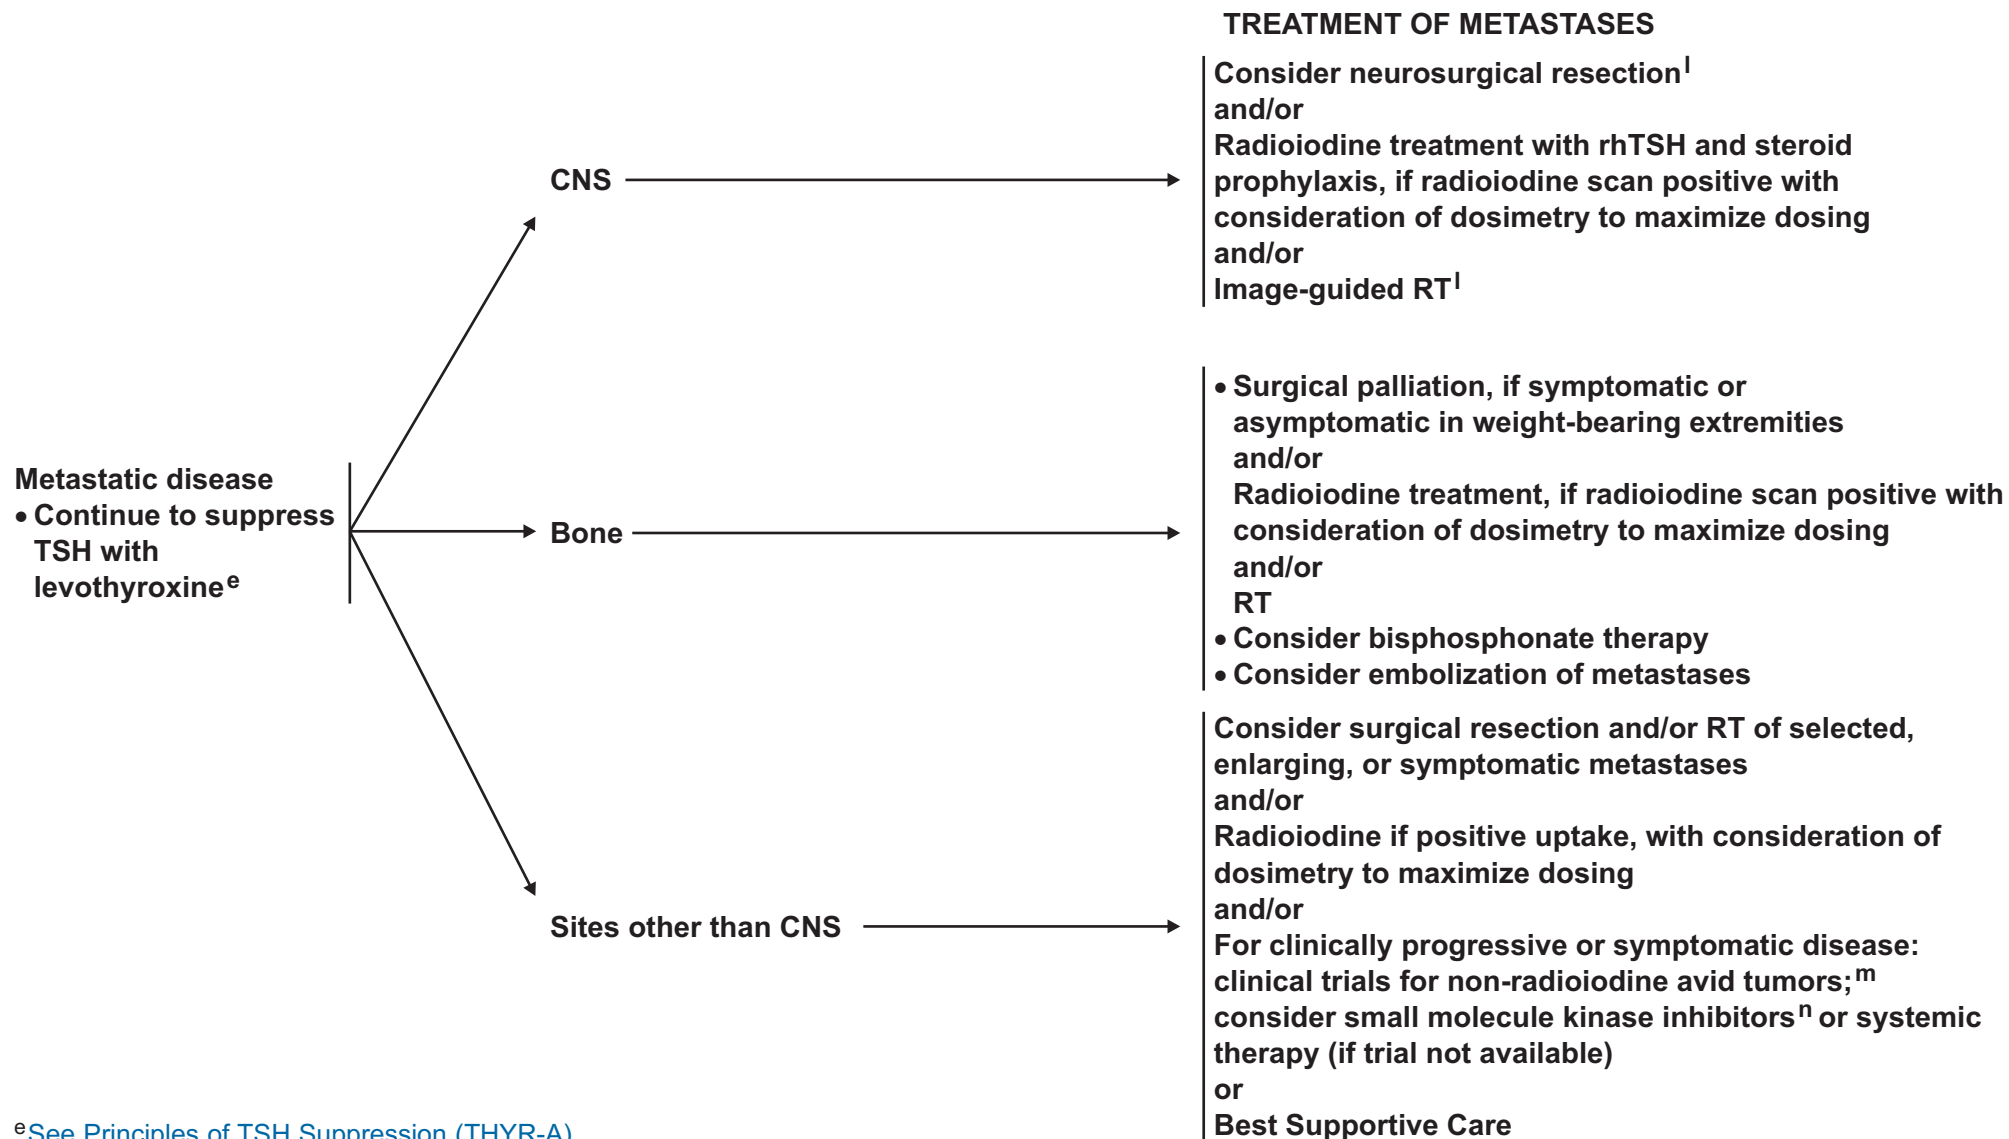 TREATMENT OF METASTASES
Metastatic disease
• Continue to suppress
TSH with
levothyroxine e
CNS
Consider neurosurgical resection l
and/or
Radioiodine treatment with rhTSH and steroid
prophylaxis, if radioiodine scan positive with
consideration of dosimetry to maximize dosing
and/or
Image-guided RT l
Bone
• Surgical palliation, if symptomatic or
asymptomatic in weight-bearing extremities
and/or
Radioiodine treatment, if radioiodine scan positive with
consideration of dosimetry to maximize dosing
and/or
RT
• Consider bisphosphonate therapy
• Consider embolization of metastases
Sites other than CNS
Consider surgical resection and/or RT of selected,
enlarging, or symptomatic metastases
and/or
Radioiodine if positive uptake, with consideration of
dosimetry to maximize dosing
and/or
For clinically progressive or symptomatic disease:
clinical trials for non-radioiodine avid tumors; m
consider small molecule kinase inhibitors n or systemic
therapy (if trial not available)
or
Best Supportive Care
e See Principles of TSH Suppression (THYR-A)